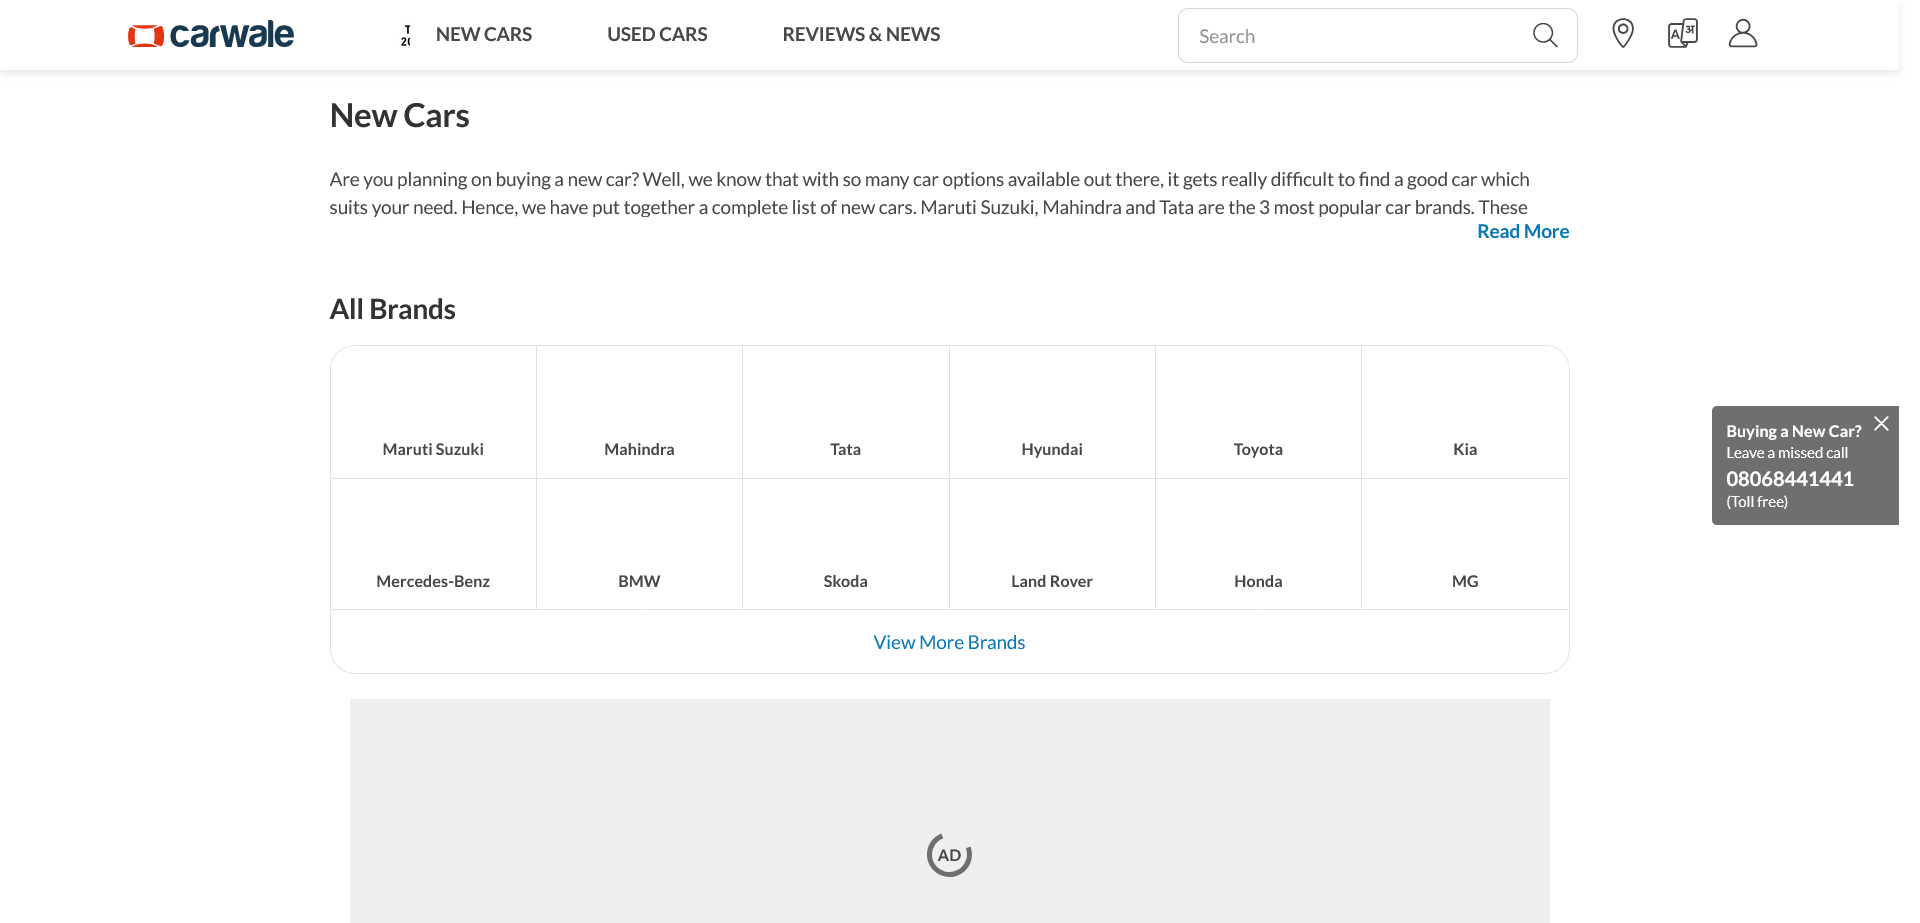 carwale
NEW CARS
USED CARS
REVIEWS & NEWS
Search
New Cars
Are you planning on buying a new car? Well, we know that with so many car options available out there, it gets really difficult to find a good car which
suits your need. Hence, we have put together a complete list of new cars. Maruti Suzuki, Mahindra and Tata are the 3 most popular car brands. These
Read More
All Brands
Maruti Suzuki
Mahindra
Tata
Hyundai
Toyota
Kia
Mercedes-Benz
BMW
Skoda
Land Rover
Honda
MG
View More Brands
Buying a New Car?
Leave a missed call
08068441441
(Toll free)
AD